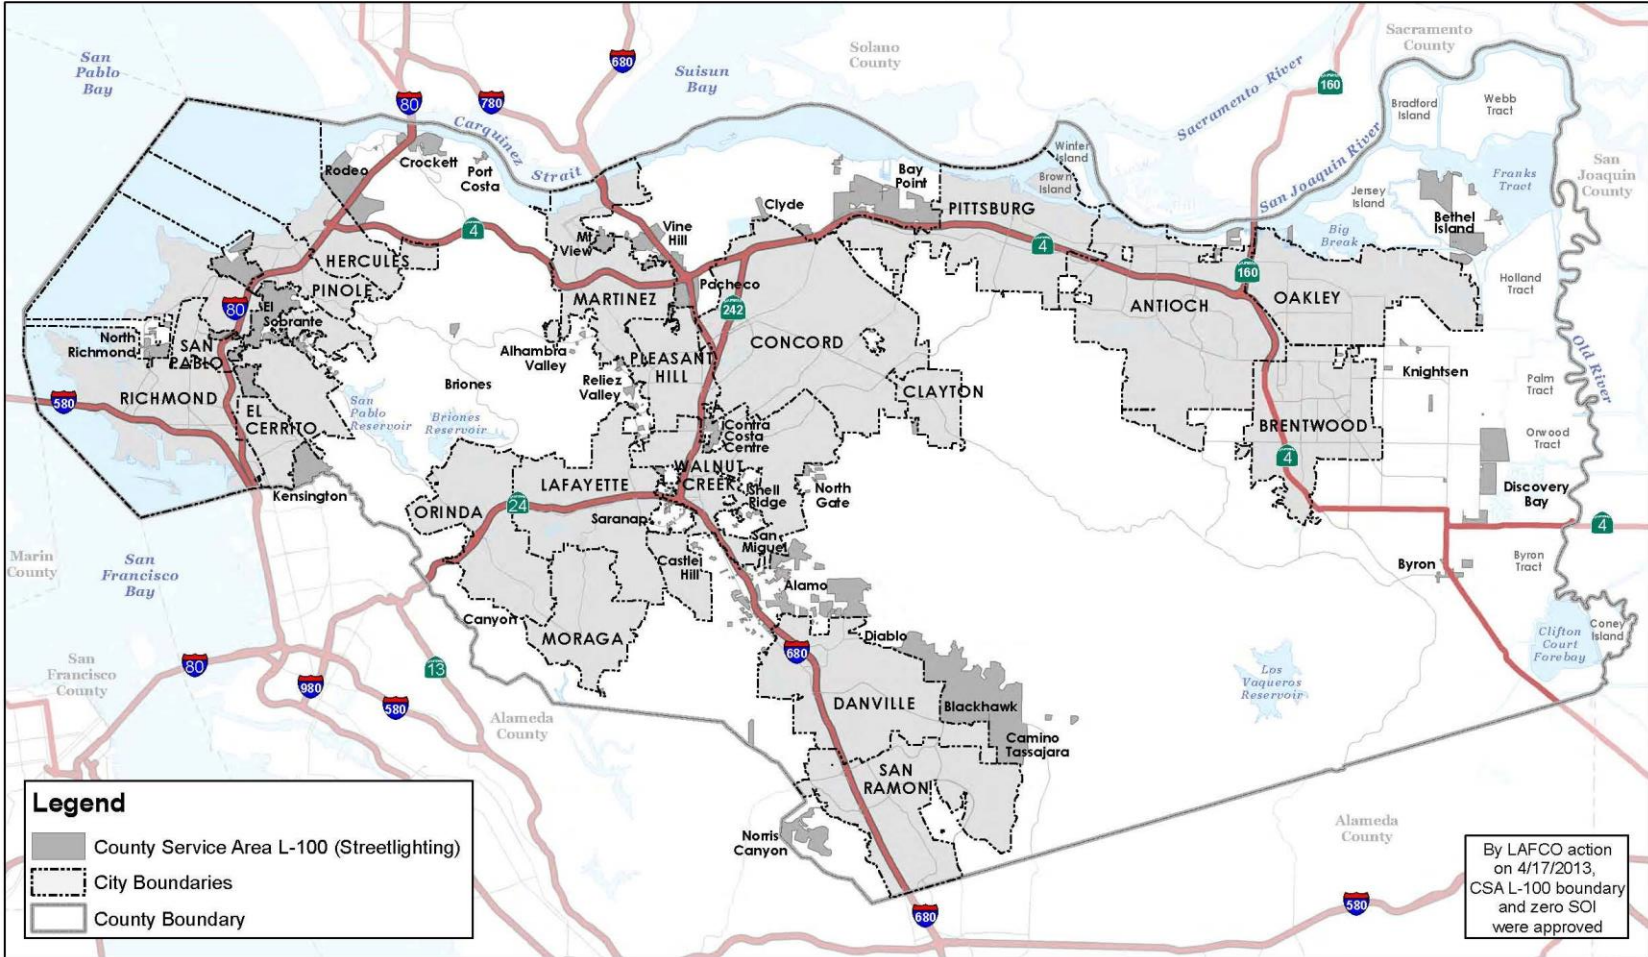 San
Pablo
Bay
80
780
680
Suisun
Bay
Solano
County
Sacramento
County
160
Sacramento River
Bradford
Island
Webb
Tract
San
Joaquin
County
Carquinez
Strait
Crockett
Port
Costa
Rodeo
Winter
Island
Brown
Island
San Joaquin River
Jersey
Island
Franks
Tract
Bethel
Island
Big
Break
Holland
Tract
Bay
Point
PITTSBURG
Clyde
4
Vine
Hill
Mt
View
4
HERCULES
PINOLE
80
El
Sobrante
North
Richmond
SAN
PABLO
RICHMOND
580
EL
CERRITO
Kensington
San
Pablo
Reservoir
Briones
Reservoir
Briones
Alhambra
Valley
Reliez
Valley
MARTINEZ
Pacheco
242
PLEASANT
HILL
CONCORD
CLAYTON
4
160
ANTIOCH
OAKLEY
Knightsen
Old River
Palm
Tract
Orwood
Tract
BRENTWOOD
4
Discovery
Bay
4
Byron
Byron
Tract
Contra
Costa
Centre
WALNUT
CREEK
Shell
Ridge
North
Gate
LAFAYETTE
24
ORINDA
Saranap
San
Miguel
Castle
Hill
Alamo
Canyon
MORAGA
Diablo
680
DANVILLE
Blackhawk
Camino
Tassajara
SAN
RAMON
Norris
Canyon
Los
Vaqueros
Reservoir
Clifton
Court
Forebay
Coney
Island
Marin
County
San
Francisco
Bay
San
Francisco
County
80
980
580
13
Alameda
County
Alameda
County
580
680
Legend
County Service Area L-100 (Streetlighting)
City Boundaries
County Boundary
By LAFCO action
on 4/17/2013,
CSA L-100 boundary
and zero SOI
were approved